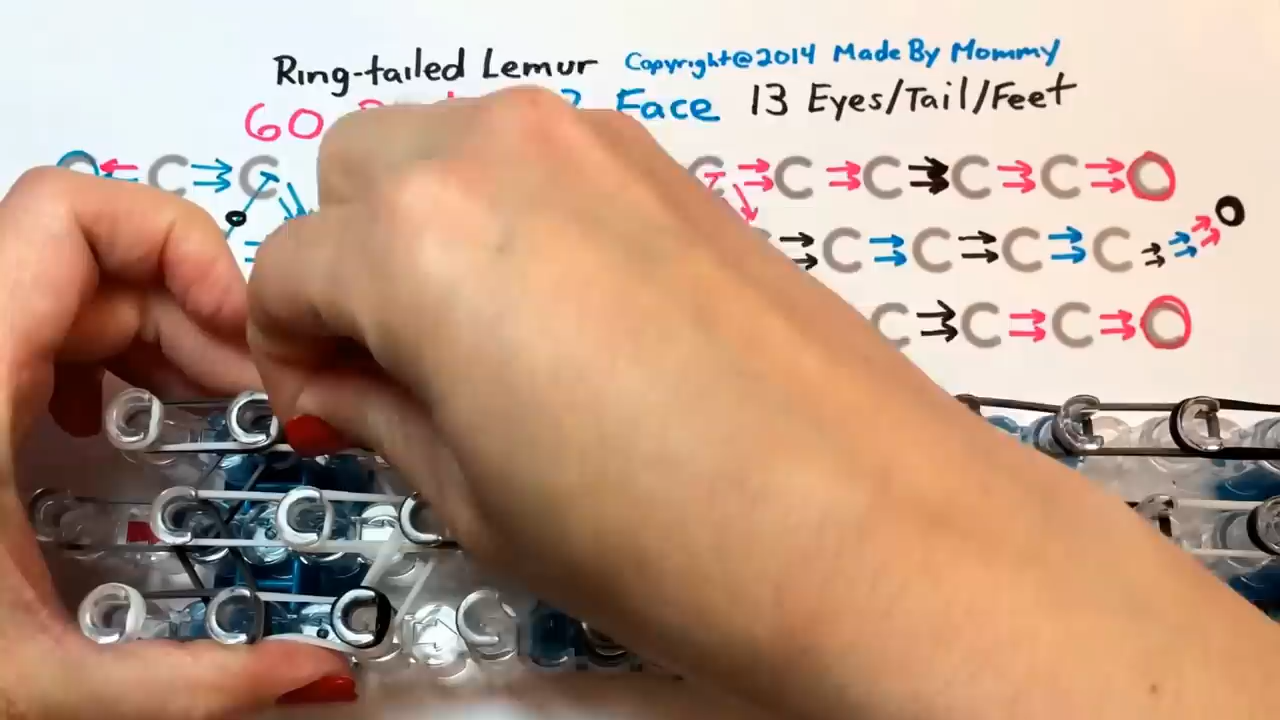 Ring-tailed Lemur Copyright@2014 Made By Mommy
60 Face 13 Eyes/Tail/Feet
C C C C C C
C C C C
C C C